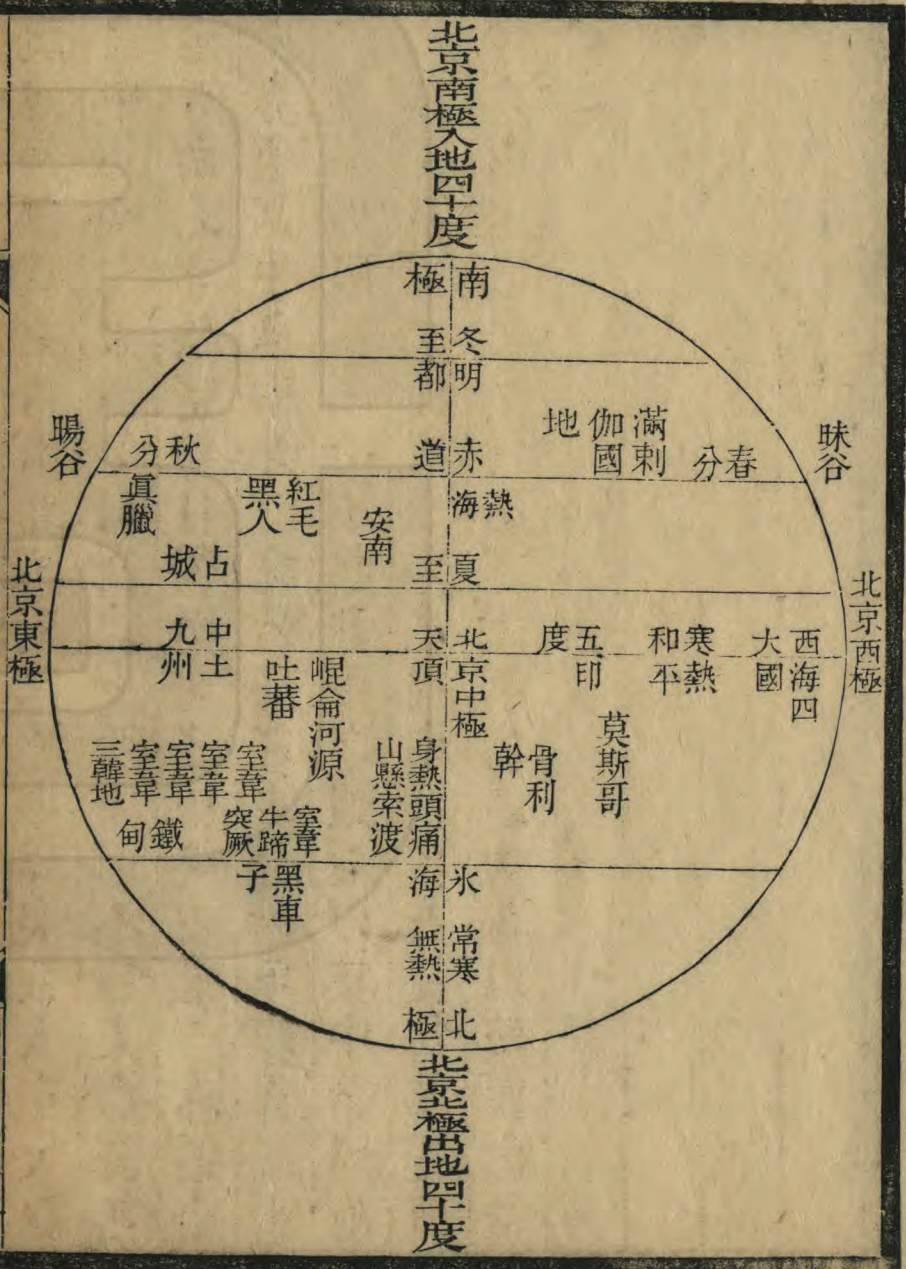 北京南極入地四十度
南極
冬至
明都
滿剌
伽國
地
春分
赤道
秋分
昧谷
暘谷
熱海
安南
紅毛
黑人
眞臘
夏至
占城
北京西極
西海四
大國
寒熱
和平
五印
度
北京中極
天頂
中土
九州
北京東極
崐侖河源
吐蕃
莫斯哥
骨利
幹
身熱頭痛
山懸索渡
室韋
室韋
室韋
室韋
三韓地
室韋
牛蹄
突厥
鐵甸
氷海
黑車
子
常寒
無熱
北極
北京北極出地四十度